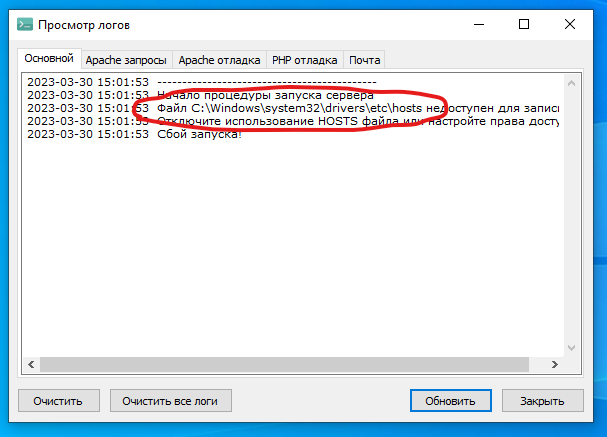 Просмотр логов
Основной Apache запросы Apache отладка PHP отладка Почта
2023-03-30 15:01:53 --------------------------------------------
2023-03-30 15:01:53 Начало процедуры запуска сервера
2023-03-30 15:01:53 Файл C:\Windows\system32\drivers\etc\hosts недоступен для записи
2023-03-30 15:01:53 Отключите использование HOSTS файла или настройте права досту
2023-03-30 15:01:53 Сбой запуска!
Очистить Очистить все логи Обновить Закрыть